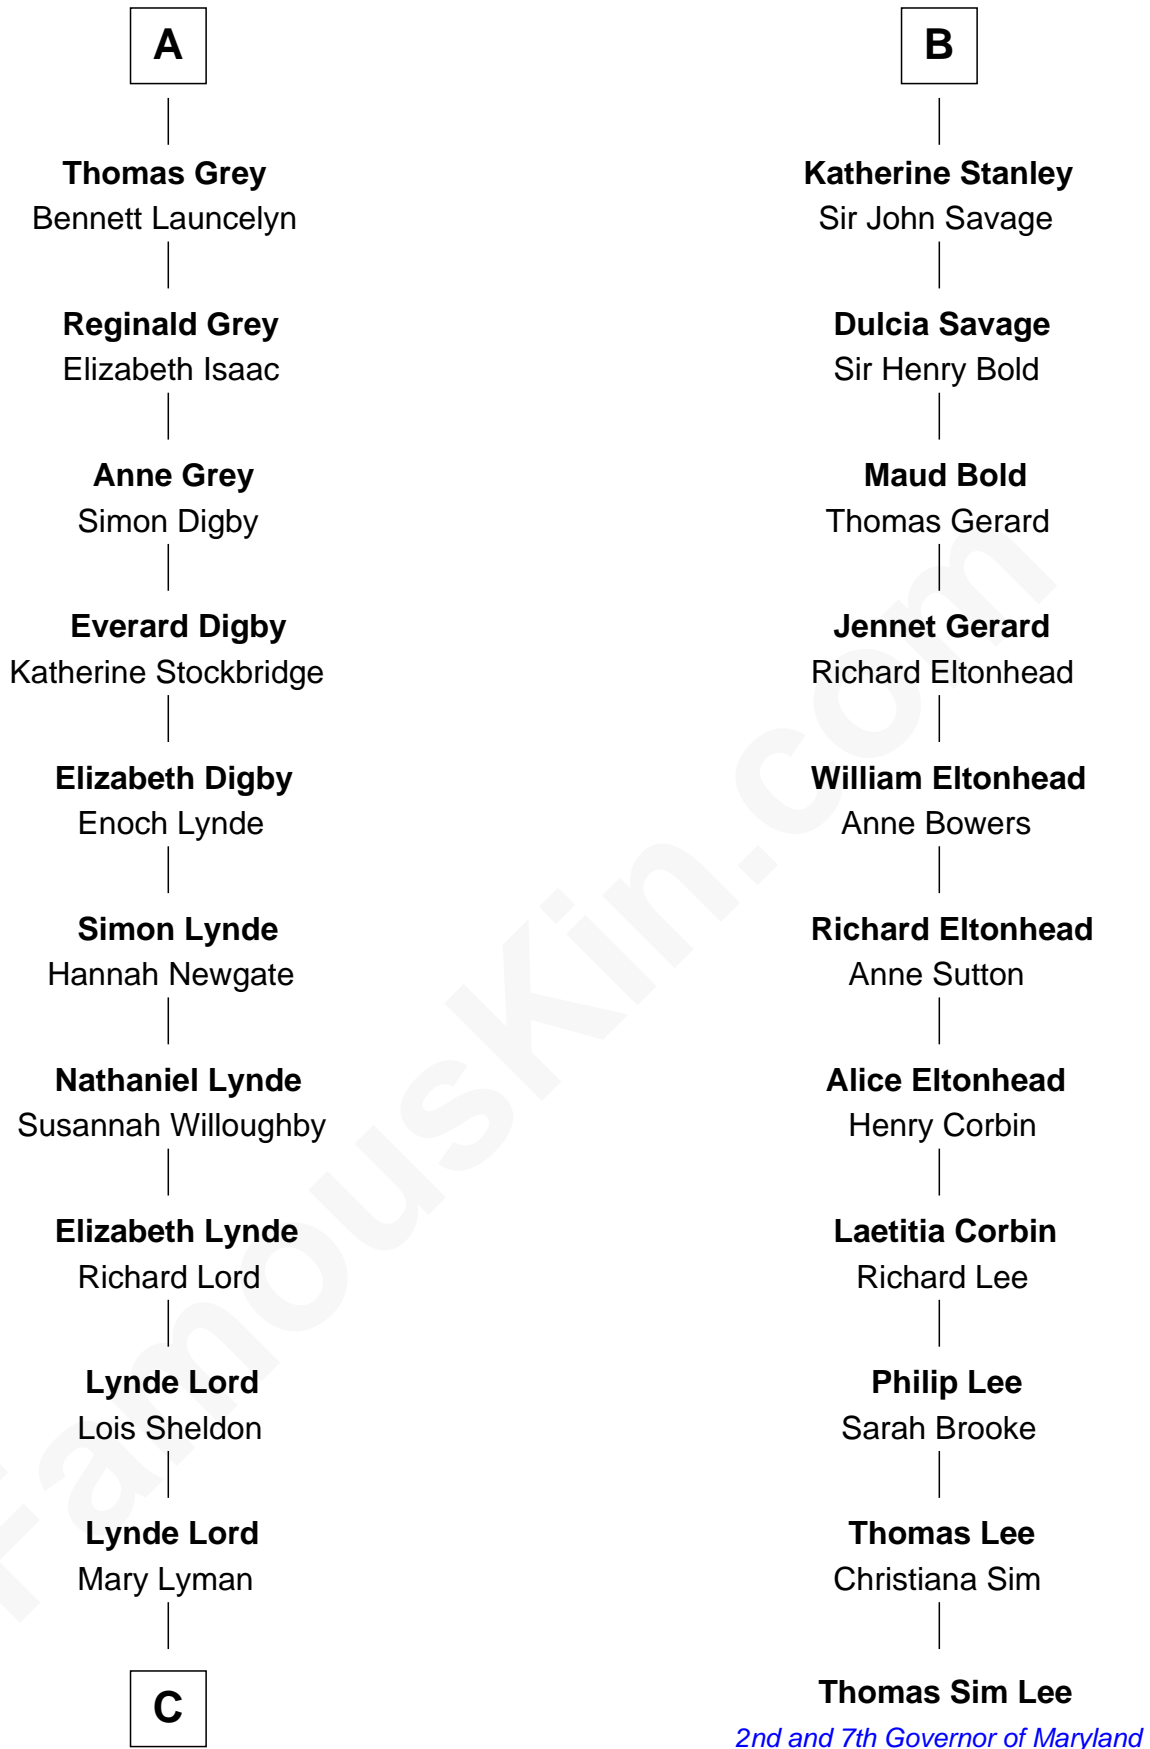 A
Thomas Grey
Bennett Launcelyn
Reginald Grey
Elizabeth Isaac
Anne Grey
Simon Digby
Everard Digby
Katherine Stockbridge
Elizabeth Digby
Enoch Lynde
Simon Lynde
Hannah Newgate
Nathaniel Lynde
Susannah Willoughby
Elizabeth Lynde
Richard Lord
Lynde Lord
Lois Sheldon
Lynde Lord
Mary Lyman
C
B
Katherine Stanley
Sir John Savage
Dulcia Savage
Sir Henry Bold
Maud Bold
Thomas Gerard
Jennet Gerard
Richard Eltonhead
William Eltonhead
Anne Bowers
Richard Eltonhead
Anne Sutton
Alice Eltonhead
Henry Corbin
Laetitia Corbin
Richard Lee
Philip Lee
Sarah Brooke
Thomas Lee
Christiana Sim
Thomas Sim Lee
2nd and 7th Governor of Maryland
FamousKin.com